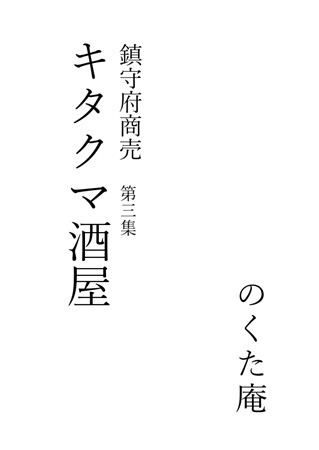 鎮守府商売 第三集
キタクマ酒屋
のくた庵